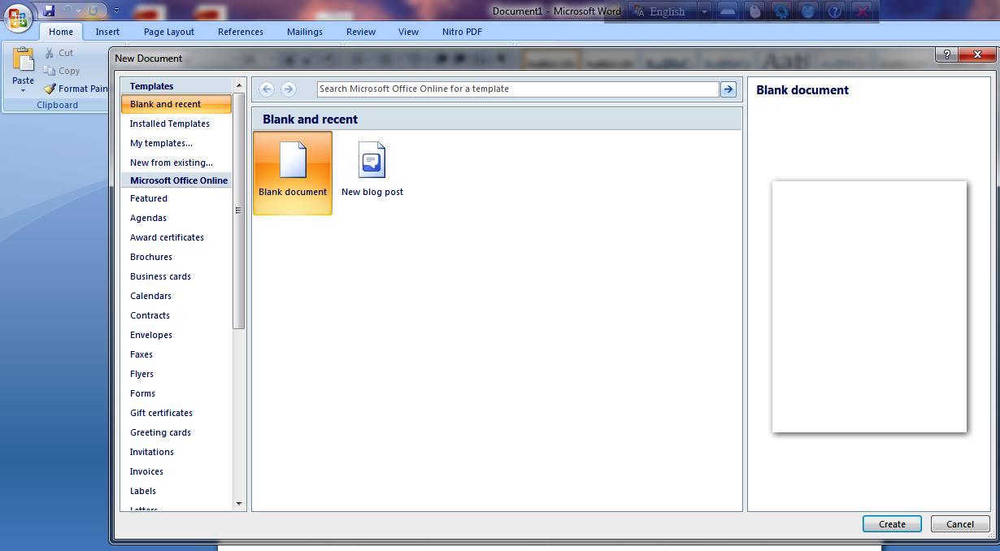 Document1 - Microsoft Word
English
Home Insert Page Layout References Mailings Review View Nitro PDF
Paste
Cut
Copy
Format Pain
Clipboard
New Document
Templates
Blank and recent
Installed Templates
My templates...
New from existing...
Microsoft Office Online
Featured
Agendas
Award certificates
Brochures
Business cards
Calendars
Contracts
Envelopes
Faxes
Flyers
Forms
Gift certificates
Greeting cards
Invitations
Invoices
Labels
Letters
Search Microsoft Office Online for a template
Blank and recent
Blank document
New blog post
Blank document
Create
Cancel